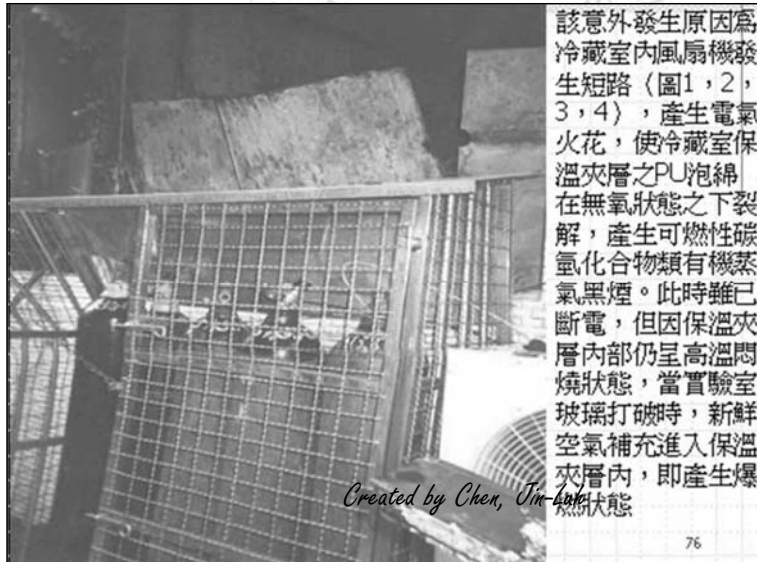 該意外發生原因為
冷藏室內風扇機發
生短路（圖1，2，
3，4），產生電氣
火花，使冷藏室保
溫夾層之PU泡綿
在無氧狀態之下裂
解，產生可燃性碳
氫化合物類有機蒸
氣黑煙。此時雖已
斷電，但因保溫夾
層內部仍呈高溫悶
燒狀態，當實驗室
玻璃打破時，新鮮
空氣補充進入保溫
夾層內，即產生爆
燃狀態
Created by Chen, Jin-Luh
76